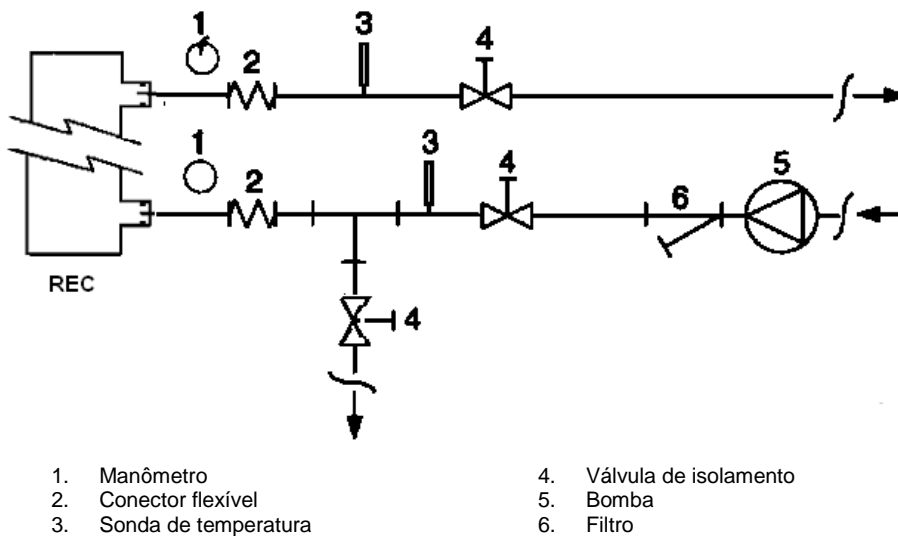 1
2
3
4
1
2
3
4
5
6
REC
4
1. Manômetro
2. Conector flexível
3. Sonda de temperatura
4. Válvula de isolamento
5. Bomba
6. Filtro